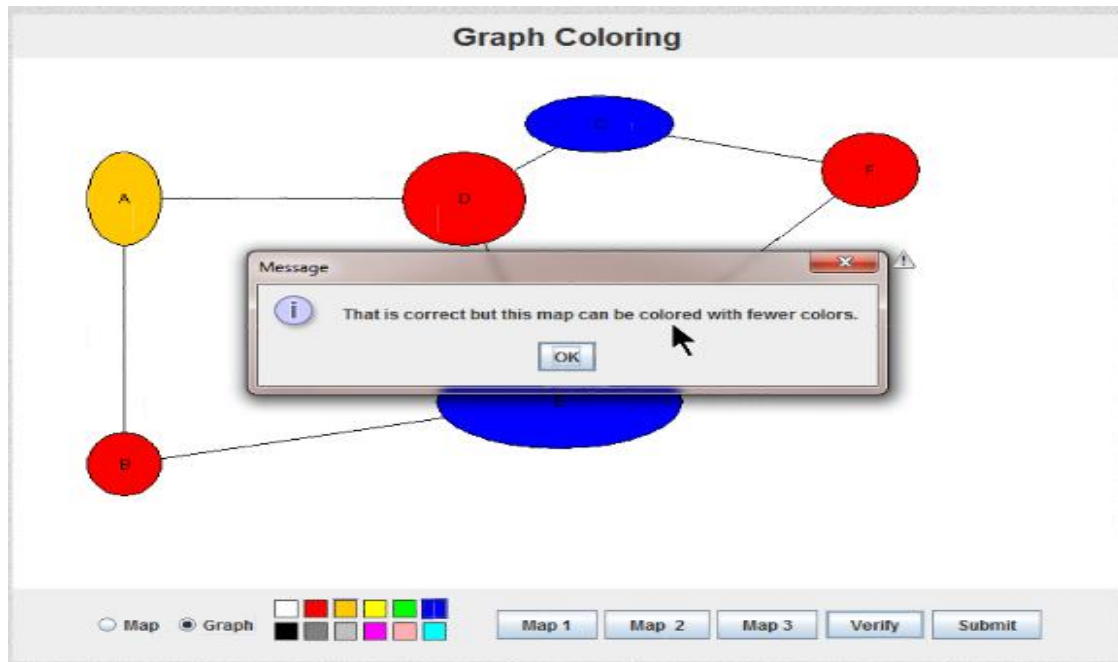 Graph Coloring
A
D
C
F
Message
i
That is correct but this map can be colored with fewer colors.
OK
E
B
Map
Graph
Map 1
Map 2
Map 3
Verify
Submit